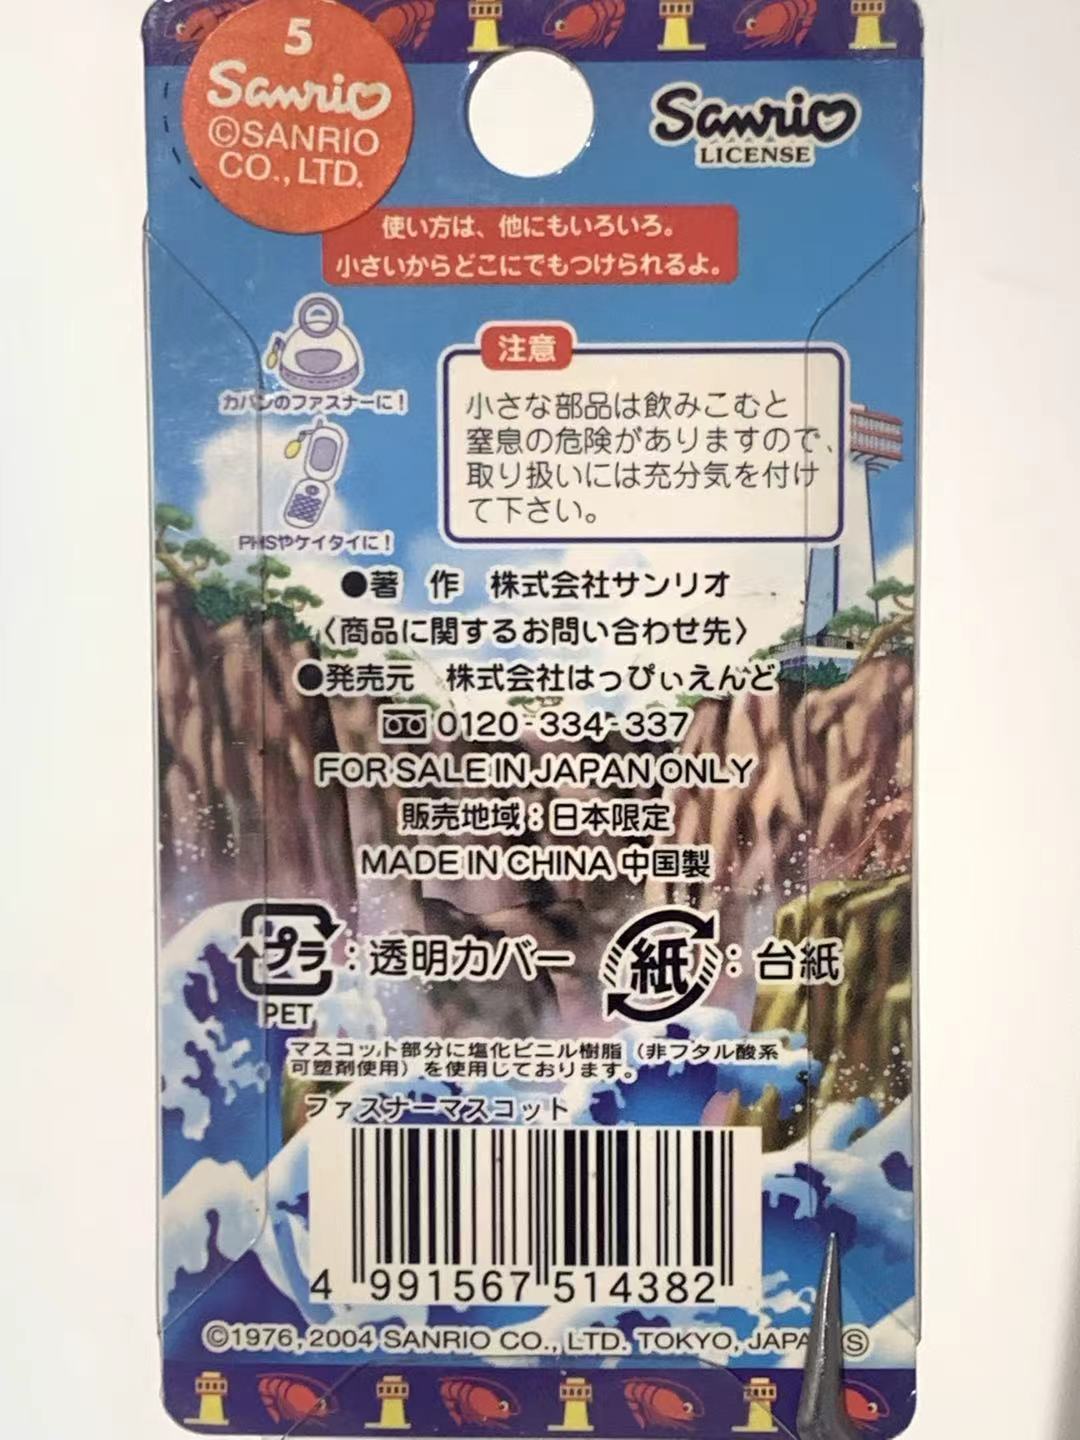 5
Sanrio
©SANRIO
CO., LTD.
Sanrio
LICENSE
使い方は、他にもいろいろ。
小さいからどこにでもつけられるよ。
カバンのファスナーに!
PHSやケイタイに!
注意
小さな部品は飲みこむと
窒息の危険がありますので、
取り扱いには充分気を付け
て下さい。
●著 作 株式会社サンリオ
〈商品に関するお問い合わせ先〉
●発売元 株式会社はっぴぃえんど
0120-334-337
FOR SALE IN JAPAN ONLY
販売地域:日本限定
MADE IN CHINA 中国製
プラ:透明カバー
PET
紙:台紙
マスコット部分に塩化ビニル樹脂(非フタル酸系
可塑剤使用)を使用しております。
ファスナーマスコット
4 991567 514382
©1976, 2004 SANRIO CO., LTD. TOKYO, JAPA Ⓢ